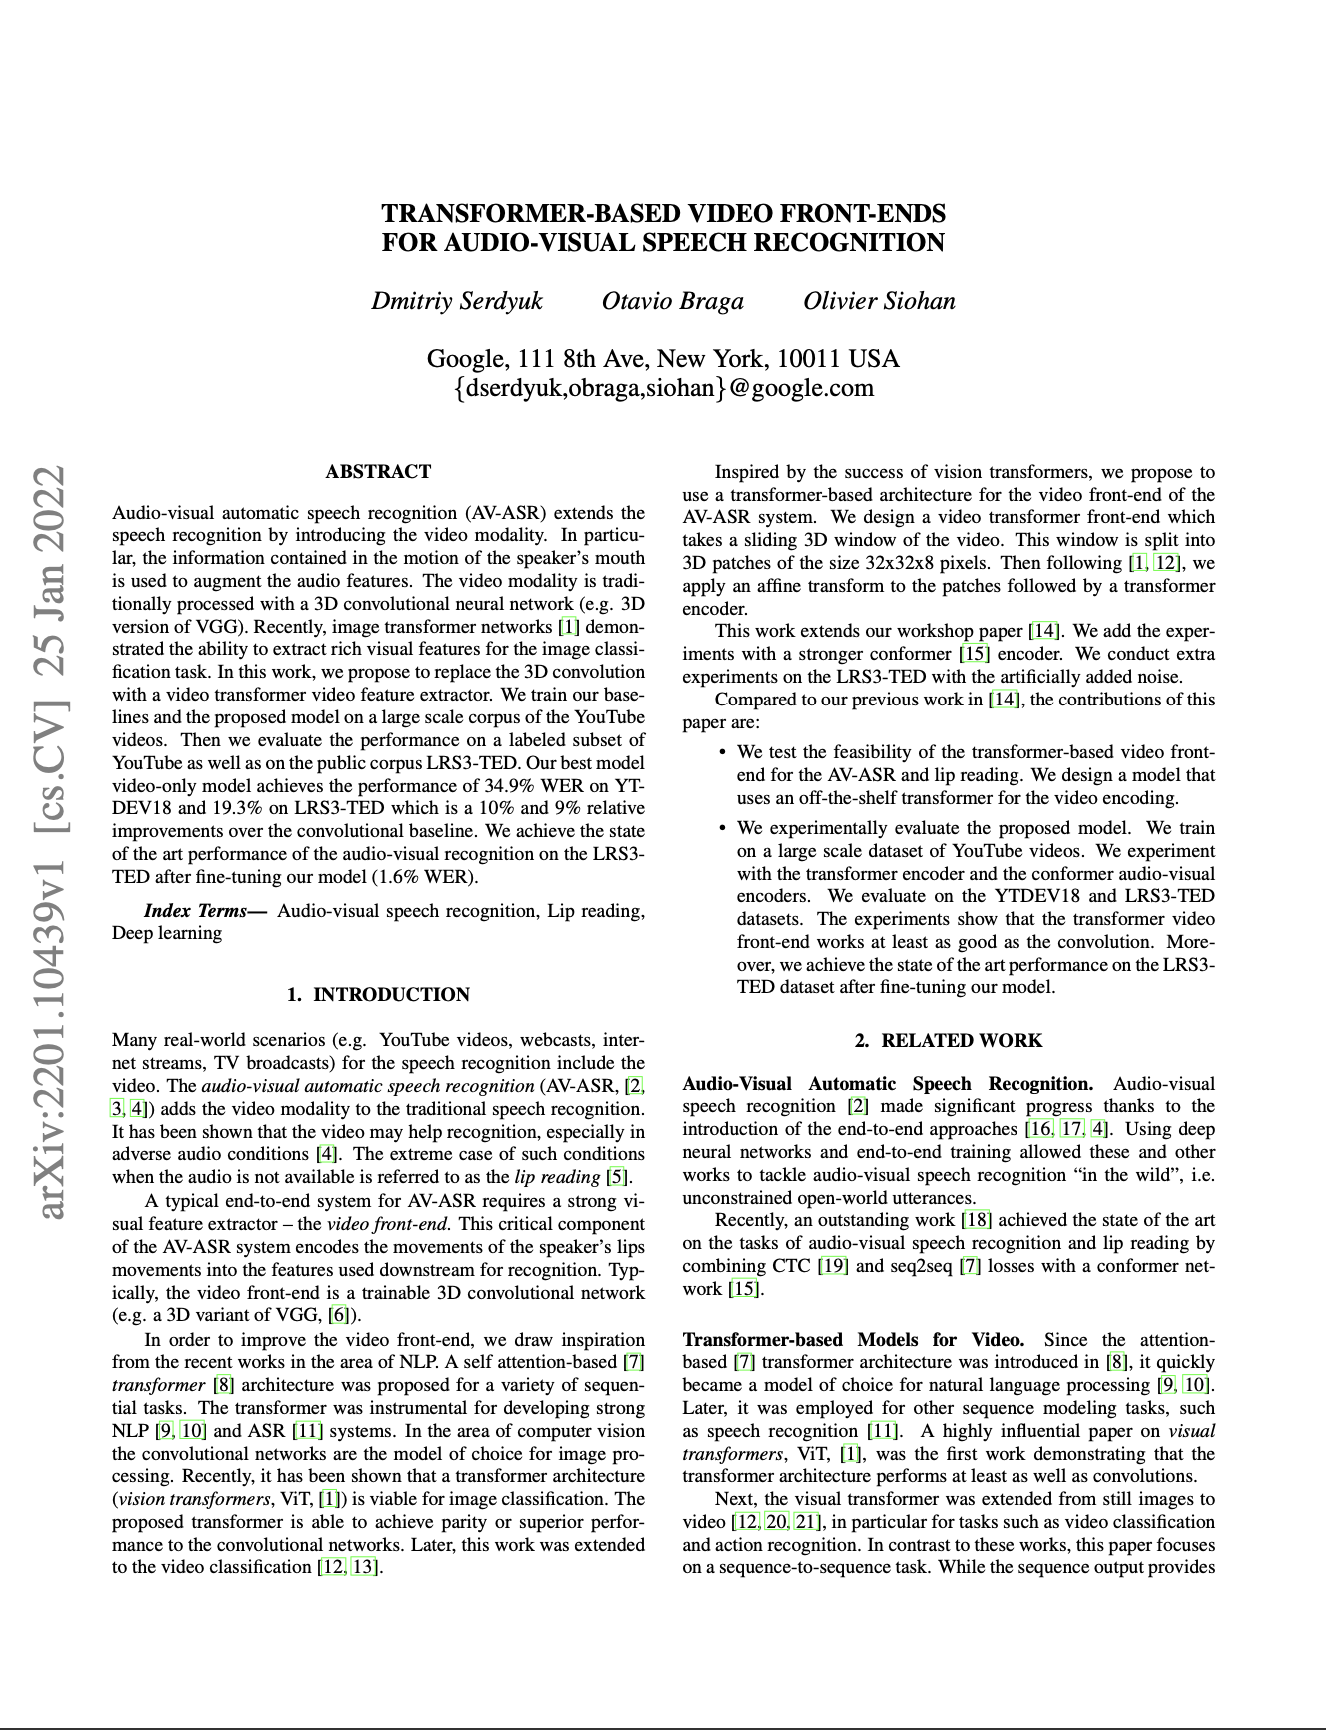 arXiv:2201.10439v1 [cs.CV] 25 Jan 2022
TRANSFORMER-BASED VIDEO FRONT-ENDS
FOR AUDIO-VISUAL SPEECH RECOGNITION
Dmitriy Serdyuk Otavio Braga Olivier Siohan
Google, 111 8th Ave, New York, 10011 USA
{dserdyuk,obraga,siohan}@google.com
ABSTRACT
Audio-visual automatic speech recognition (AV-ASR) extends the
speech recognition by introducing the video modality. In particu-
lar, the information contained in the motion of the speaker's mouth
is used to augment the audio features. The video modality is tradi-
tionally processed with a 3D convolutional neural network (e.g. 3D
version of VGG). Recently, image transformer networks [1] demon-
strated the ability to extract rich visual features for the image classi-
fication task. In this work, we propose to replace the 3D convolution
with a video transformer video feature extractor. We train our base-
lines and the proposed model on a large scale corpus of the YouTube
videos. Then we evaluate the performance on a labeled subset of
YouTube as well as on the public corpus LRS3-TED. Our best model
video-only model achieves the performance of 34.9% WER on YT-
DEV18 and 19.3% on LRS3-TED which is a 10% and 9% relative
improvements over the convolutional baseline. We achieve the state
of the art performance of the audio-visual recognition on the LRS3-
TED after fine-tuning our model (1.6% WER).
Index Terms— Audio-visual speech recognition, Lip reading,
Deep learning
1. INTRODUCTION
Many real-world scenarios (e.g. YouTube videos, webcasts, inter-
net streams, TV broadcasts) for the speech recognition include the
video. The audio-visual automatic speech recognition (AV-ASR, [2,
3, 4]) adds the video modality to the traditional speech recognition.
It has been shown that the video may help recognition, especially in
adverse audio conditions [4]. The extreme case of such conditions
when the audio is not available is referred to as the lip reading [5].
A typical end-to-end system for AV-ASR requires a strong vi-
sual feature extractor – the video front-end. This critical component
of the AV-ASR system encodes the movements of the speaker's lips
movements into the features used downstream for recognition. Typ-
ically, the video front-end is a trainable 3D convolutional network
(e.g. a 3D variant of VGG, [6]).
In order to improve the video front-end, we draw inspiration
from the recent works in the area of NLP. A self attention-based [7]
transformer [8] architecture was proposed for a variety of sequen-
tial tasks. The transformer was instrumental for developing strong
NLP [9, 10] and ASR [11] systems. In the area of computer vision
the convolutional networks are the model of choice for image pro-
cessing. Recently, it has been shown that a transformer architecture
(vision transformers, ViT, [1]) is viable for image classification. The
proposed transformer is able to achieve parity or superior perfor-
mance to the convolutional networks. Later, this work was extended
to the video classification [12, 13].
Inspired by the success of vision transformers, we propose to
use a transformer-based architecture for the video front-end of the
AV-ASR system. We design a video transformer front-end which
takes a sliding 3D window of the video. This window is split into
3D patches of the size 32x32x8 pixels. Then following [1, 12], we
apply an affine transform to the patches followed by a transformer
encoder.
This work extends our workshop paper [14]. We add the exper-
iments with a stronger conformer [15] encoder. We conduct extra
experiments on the LRS3-TED with the artificially added noise.
Compared to our previous work in [14], the contributions of this
paper are:
• We test the feasibility of the transformer-based video front-
end for the AV-ASR and lip reading. We design a model that
uses an off-the-shelf transformer for the video encoding.
• We experimentally evaluate the proposed model. We train
on a large scale dataset of YouTube videos. We experiment
with the transformer encoder and the conformer audio-visual
encoders. We evaluate on the YTDEV18 and LRS3-TED
datasets. The experiments show that the transformer video
front-end works at least as good as the convolution. More-
over, we achieve the state of the art performance on the LRS3-
TED dataset after fine-tuning our model.
2. RELATED WORK
Audio-Visual Automatic Speech Recognition. Audio-visual
speech recognition [2] made significant progress thanks to the
introduction of the end-to-end approaches [16, 17, 4]. Using deep
neural networks and end-to-end training allowed these and other
works to tackle audio-visual speech recognition “in the wild”, i.e.
unconstrained open-world utterances.
Recently, an outstanding work [18] achieved the state of the art
on the tasks of audio-visual speech recognition and lip reading by
combining CTC [19] and seq2seq [7] losses with a conformer net-
work [15].
Transformer-based Models for Video. Since the attention-
based [7] transformer architecture was introduced in [8], it quickly
became a model of choice for natural language processing [9, 10].
Later, it was employed for other sequence modeling tasks, such
as speech recognition [11]. A highly influential paper on visual
transformers, ViT, [1], was the first work demonstrating that the
transformer architecture performs at least as well as convolutions.
Next, the visual transformer was extended from still images to
video [12, 20, 21], in particular for tasks such as video classification
and action recognition. In contrast to these works, this paper focuses
on a sequence-to-sequence task. While the sequence output provides